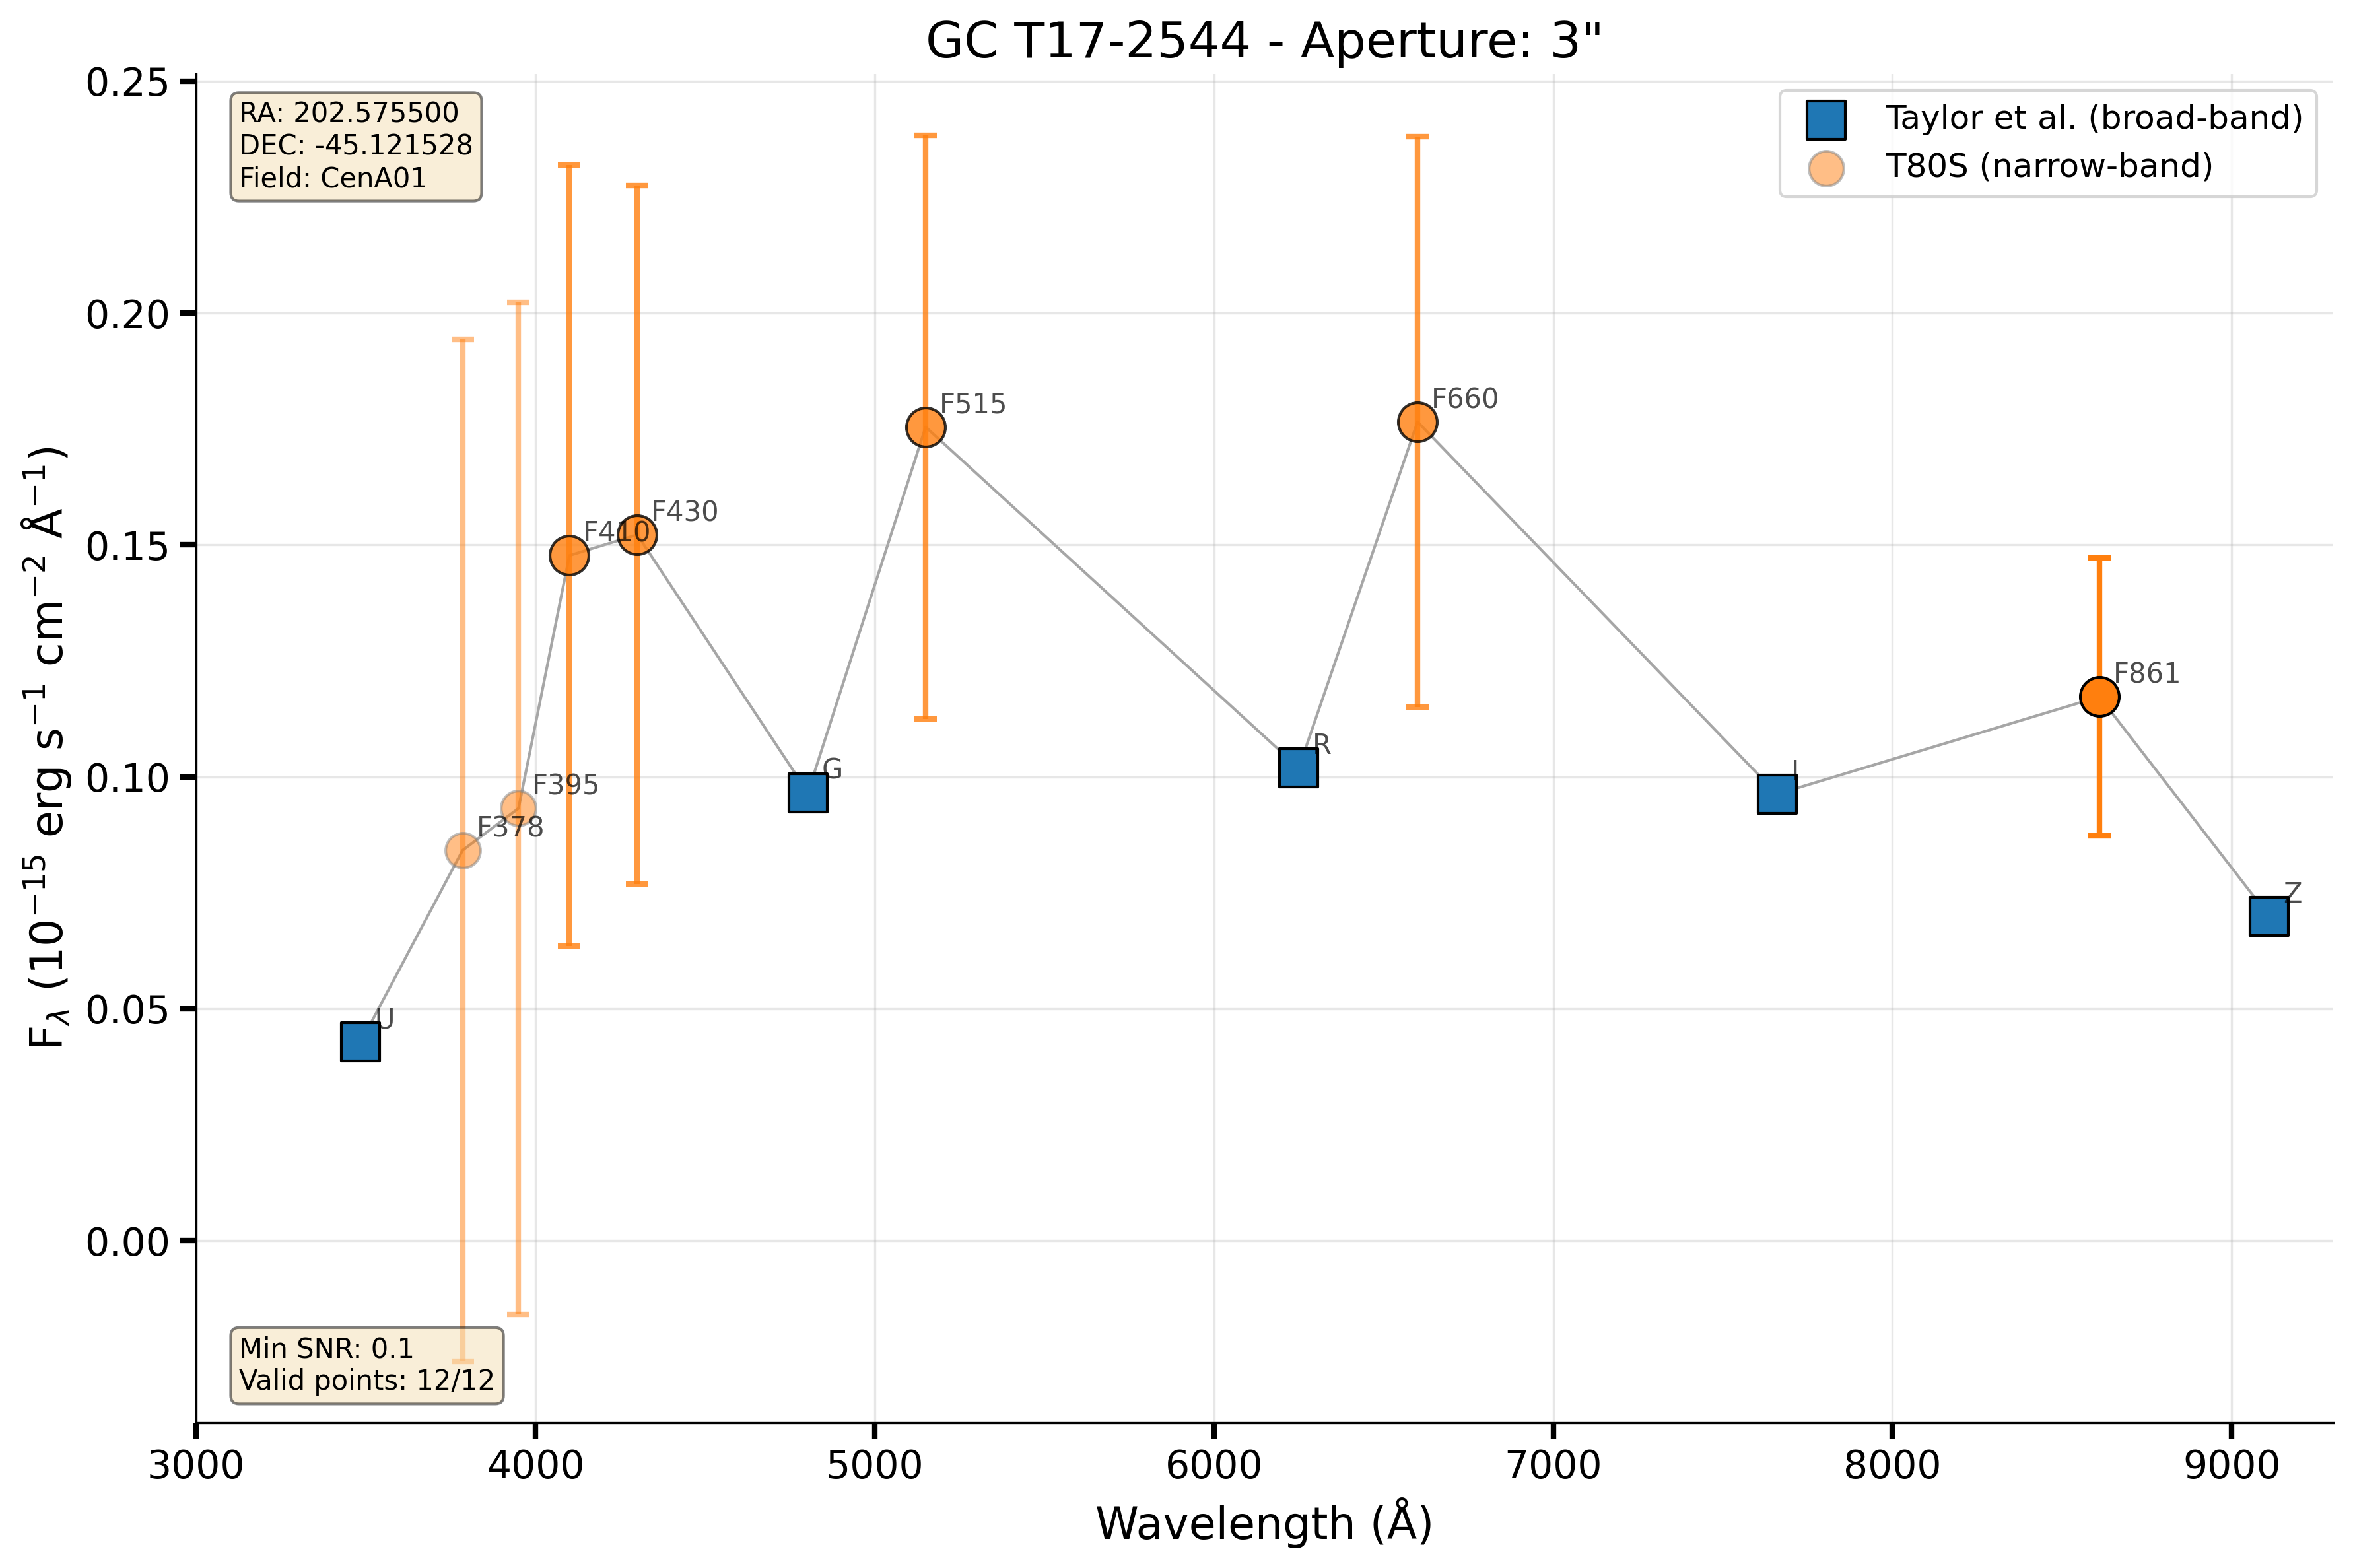 GC T17-2544 - Aperture: 3"
RA: 202.575500
DEC: -45.121528
Field: CenA01
Taylor et al. (broad-band)
T80S (narrow-band)
0.25
0.20
0.15
0.10
0.05
0.00
F_λ (10⁻¹⁵ erg s⁻¹ cm⁻² Å⁻¹)
U
F378
F395
F410
F430
G
F515
R
F660
I
F861
Z
Min SNR: 0.1
Valid points: 12/12
3000 4000 5000 6000 7000 8000 9000
Wavelength (Å)